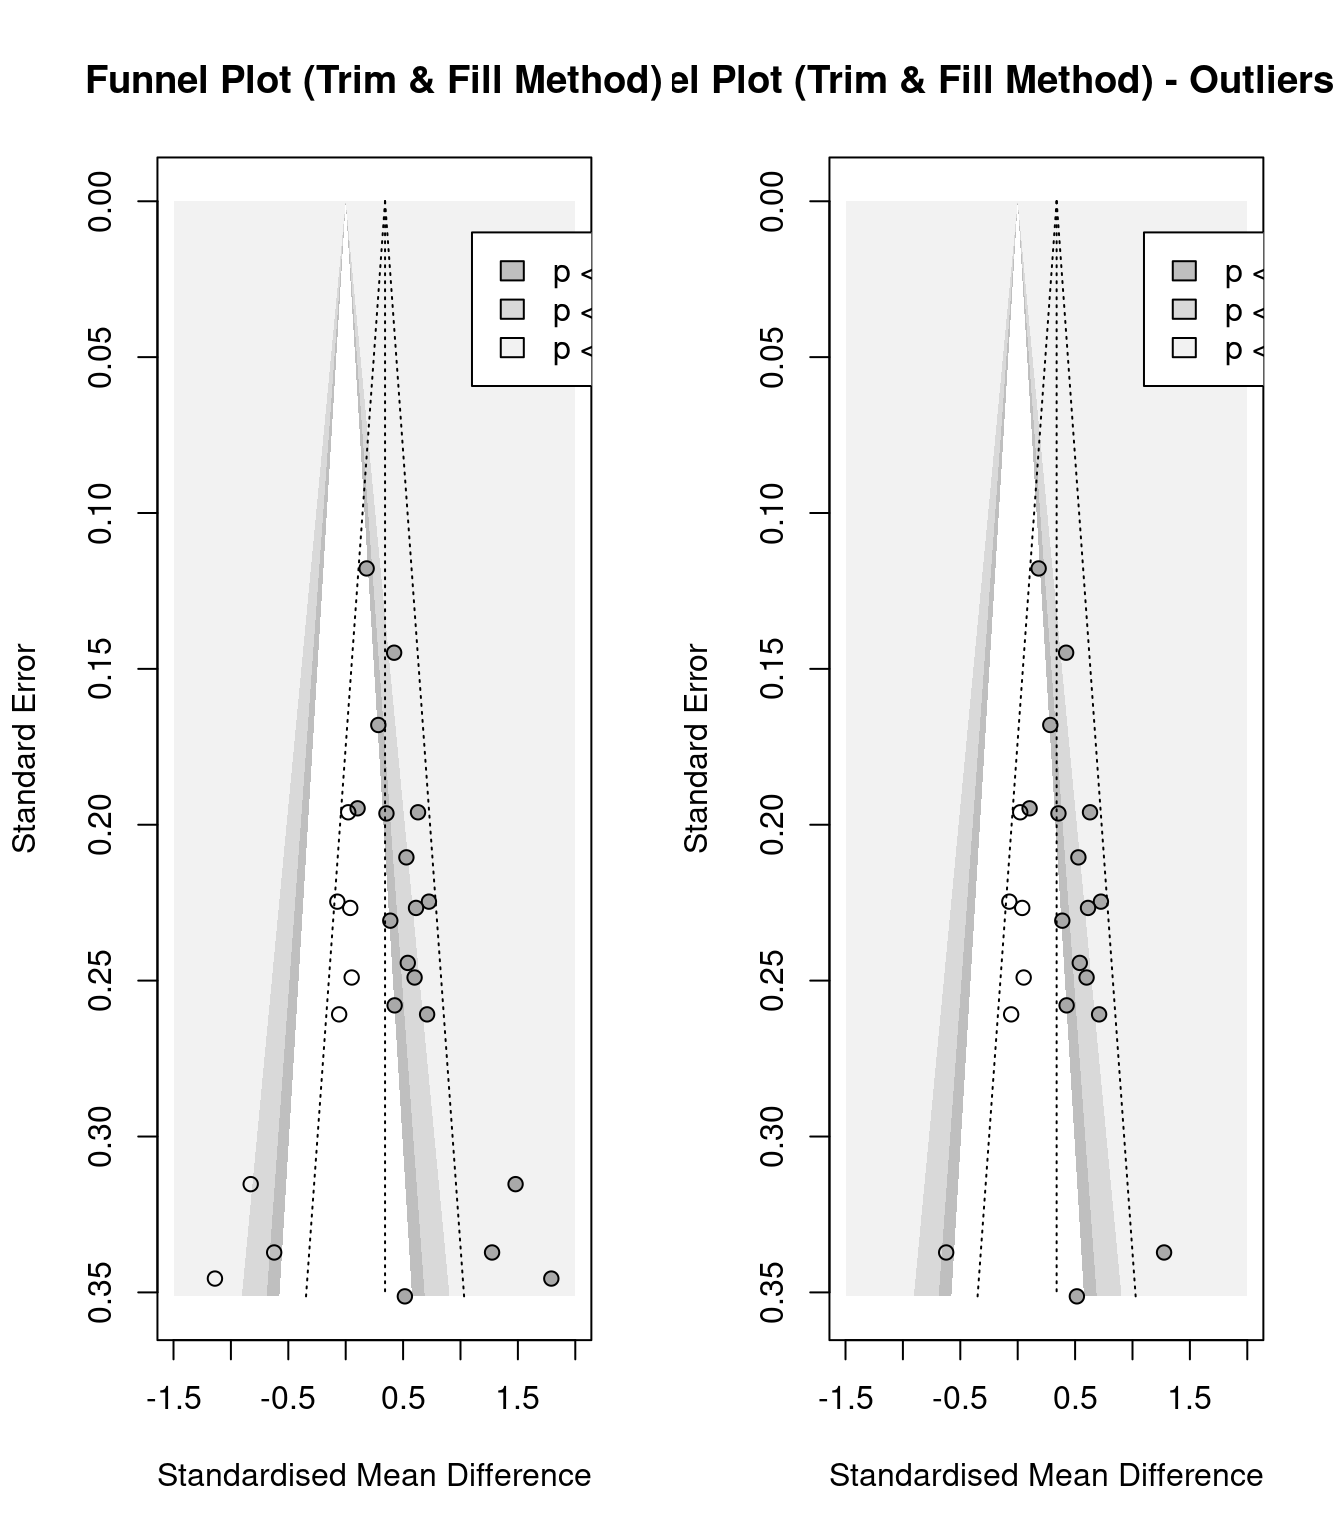 Funnel Plot (Trim & Fill Method)
el Plot (Trim & Fill Method) - Outliers
0.00
0.05
0.10
0.15
0.20
0.25
0.30
0.35
Standard Error
p <
p <
p <
-1.5 -0.5 0.5 1.5
Standardised Mean Difference
0.00
0.05
0.10
0.15
0.20
0.25
0.30
0.35
Standard Error
p <
p <
p <
-1.5 -0.5 0.5 1.5
Standardised Mean Difference